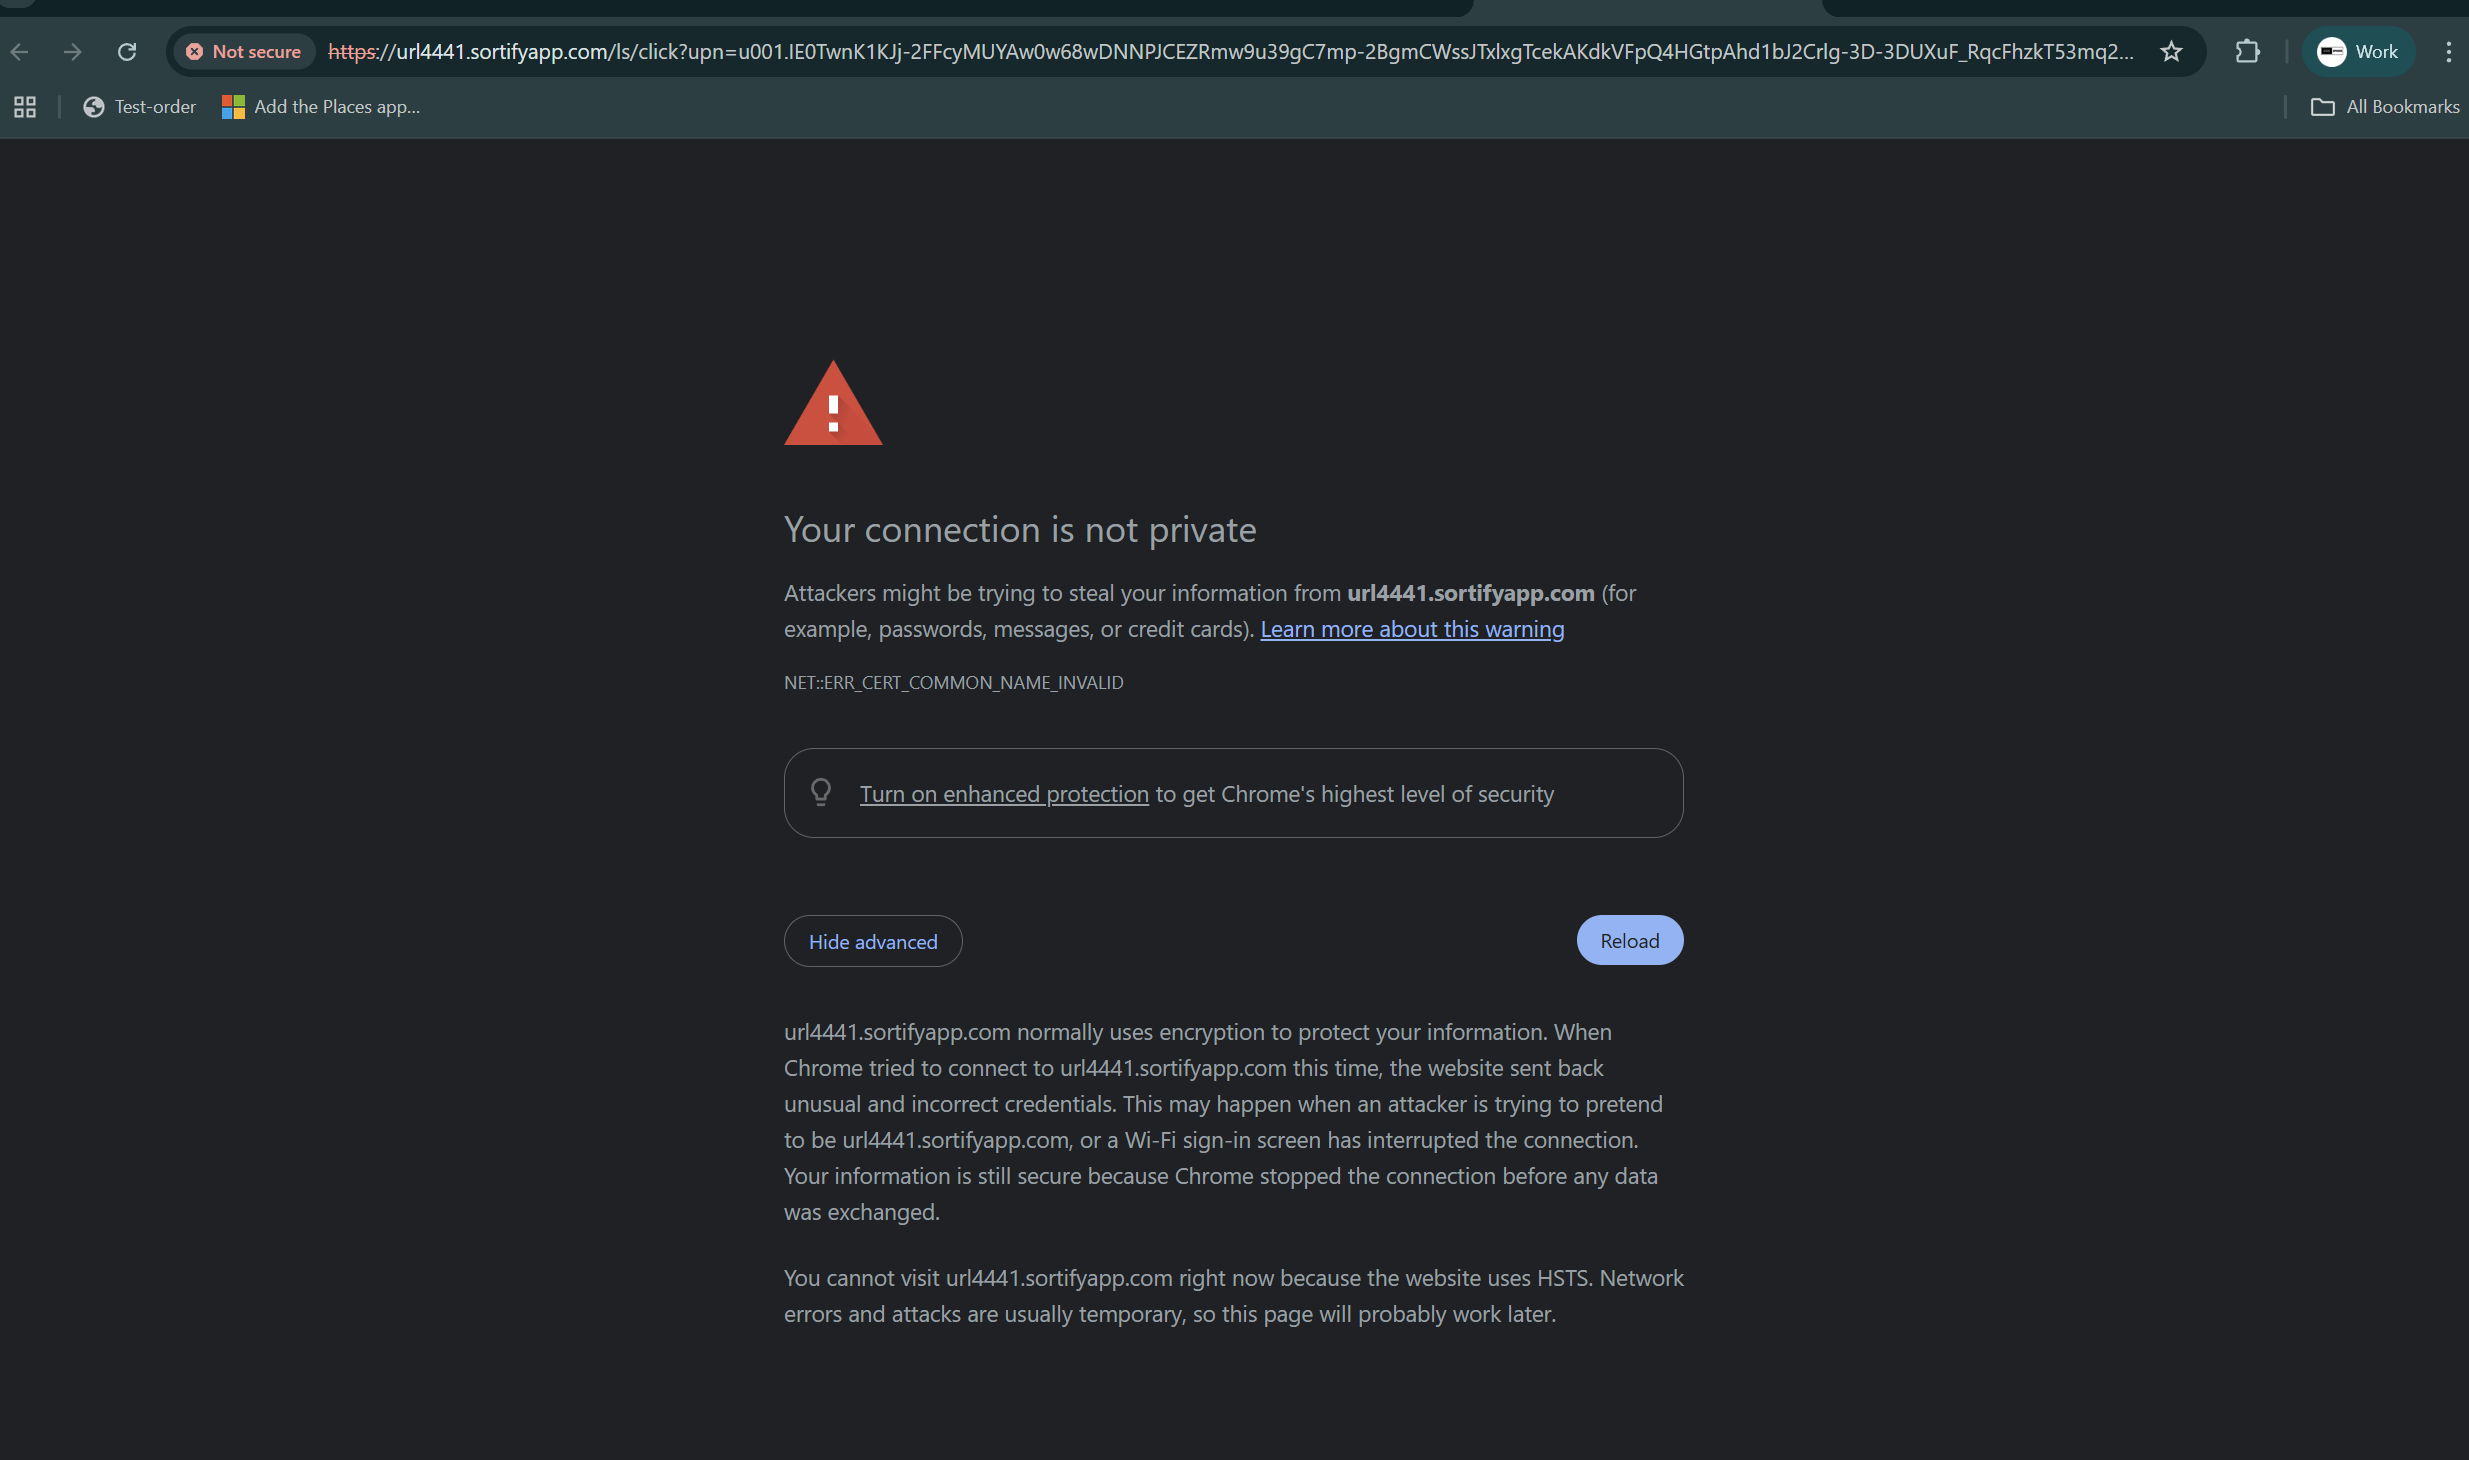 Not secure https://url4441.sortifyapp.com/ls/click?upn=u001.IE0TwnK1KJj-2FFcyMUYAw0w68wDNNPJCEZRmw9u39gC7mp-2BgmCWssJTxlxgTcekAKdkVFpQ4HGtpAhd1bJ2Crlg-3D-3DUXuF_RqcFhzkT53mq2... Work
Test-order Add the Places app... All Bookmarks
Your connection is not private
Attackers might be trying to steal your information from url4441.sortifyapp.com (for
example, passwords, messages, or credit cards). Learn more about this warning
NET::ERR_CERT_COMMON_NAME_INVALID
Turn on enhanced protection to get Chrome's highest level of security
Hide advanced Reload
url4441.sortifyapp.com normally uses encryption to protect your information. When
Chrome tried to connect to url4441.sortifyapp.com this time, the website sent back
unusual and incorrect credentials. This may happen when an attacker is trying to pretend
to be url4441.sortifyapp.com, or a Wi-Fi sign-in screen has interrupted the connection.
Your information is still secure because Chrome stopped the connection before any data
was exchanged.
You cannot visit url4441.sortifyapp.com right now because the website uses HSTS. Network
errors and attacks are usually temporary, so this page will probably work later.